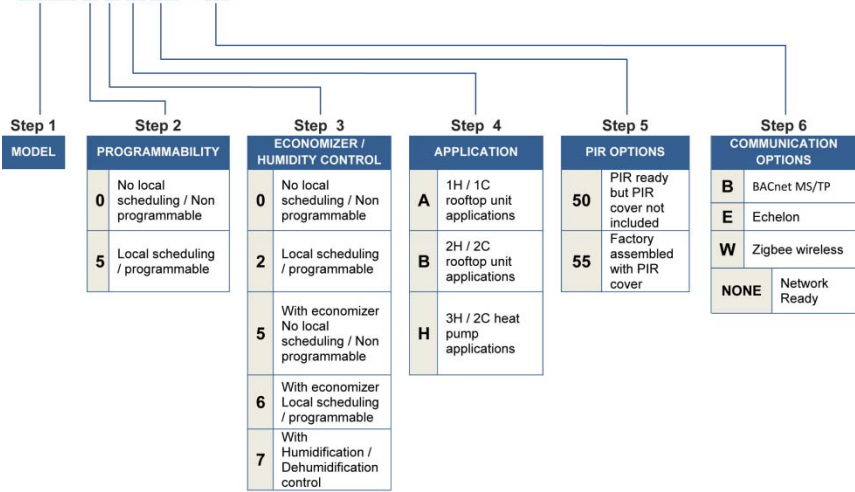 Step 1
MODEL
Step 2
PROGRAMMABILITY
0
No local
scheduling / Non
programmable
5
Local scheduling
/ programmable
Step 3
ECONOMIZER /
HUMIDITY CONTROL
0
No local
scheduling / Non
programmable
2
Local scheduling
/ programmable
5
With economizer
No local
scheduling / Non
programmable
6
With economizer
Local scheduling
/ programmable
7
With
Humidification /
Dehumidification
control
Step 4
APPLICATION
A
1H / 1C
rooftop unit
applications
B
2H / 2C
rooftop unit
applications
H
3H / 2C heat
pump
applications
Step 5
PIR OPTIONS
50
PIR ready
but PIR
cover not
included
55
Factory
assembled
with PIR
cover
Step 6
COMMUNICATION
OPTIONS
B
BACnet MS/TP
E
Echelon
W
Zigbee wireless
NONE
Network
Ready